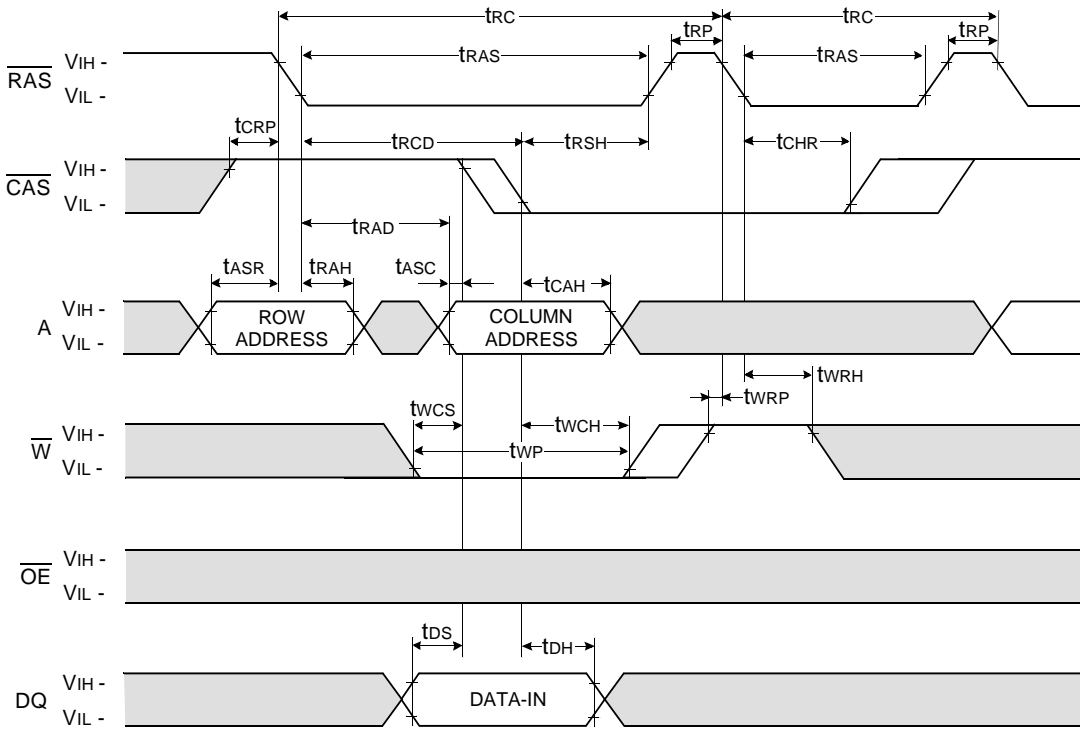 tRC tRC
tRP tRP
tRAS tRAS
RAS VIH -
VIL -
tCRP
tRCD tRSH tCHR
CAS VIH -
VIL -
tRAD
tASR tRAH tASC
tCAH
A VIH -
VIL -
ROW ADDRESS
COLUMN ADDRESS
tWRH
tWRP
tWCS
tWCH
W VIH -
VIL -
tWP
OE VIH -
VIL -
tDS
tDH
DQ VIH -
VIL -
DATA-IN